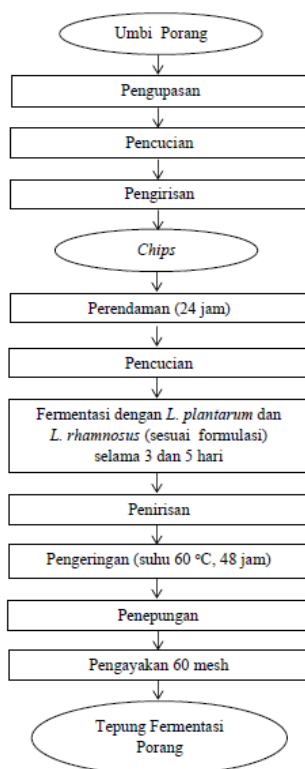 Umbi Porang
Pengupasan
Pencucian
Pengirisan
Chips
Perendaman (24 jam)
Pencucian
Fermentasi dengan L. plantarum dan
L. rhamnosus (sesuai formulasi)
selama 3 dan 5 hari
Penirisan
Pengeringan (suhu 60 °C, 48 jam)
Penepungan
Pengayakan 60 mesh
Tepung Fermentasi
Porang